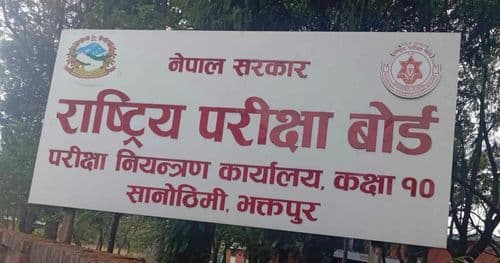 नेपाल सरकार
राष्ट्रिय परीक्षा बोर्ड
परीक्षा नियन्त्रण कार्यालय, कक्षा १०
सानोठिमी, भक्तपुर